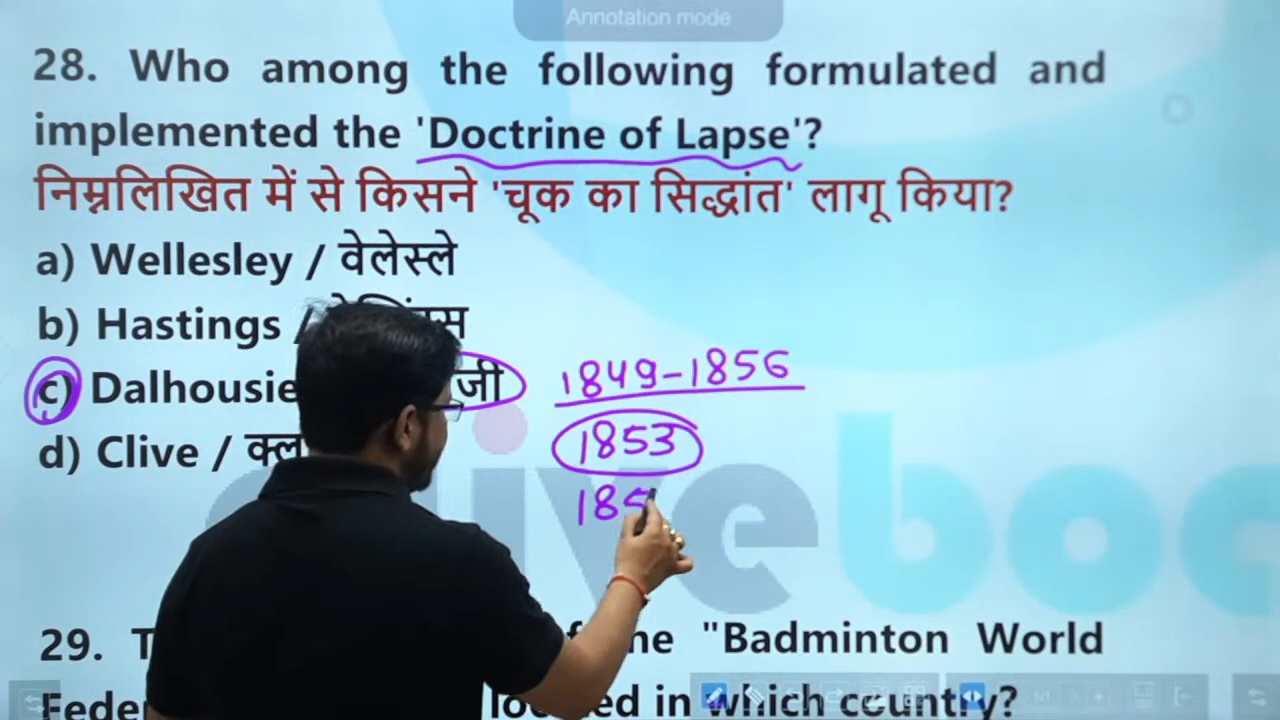 Annotation mode
28. Who among the following formulated and
implemented the 'Doctrine of Lapse'?
निम्नलिखित में से किसने 'चूक का सिद्धांत' लागू किया?
a) Wellesley / वेलेस्ले
b) Hastings /
c) Dalhousie
1849-1856
d) Clive /
1853
29.
"Badminton World
in which country?